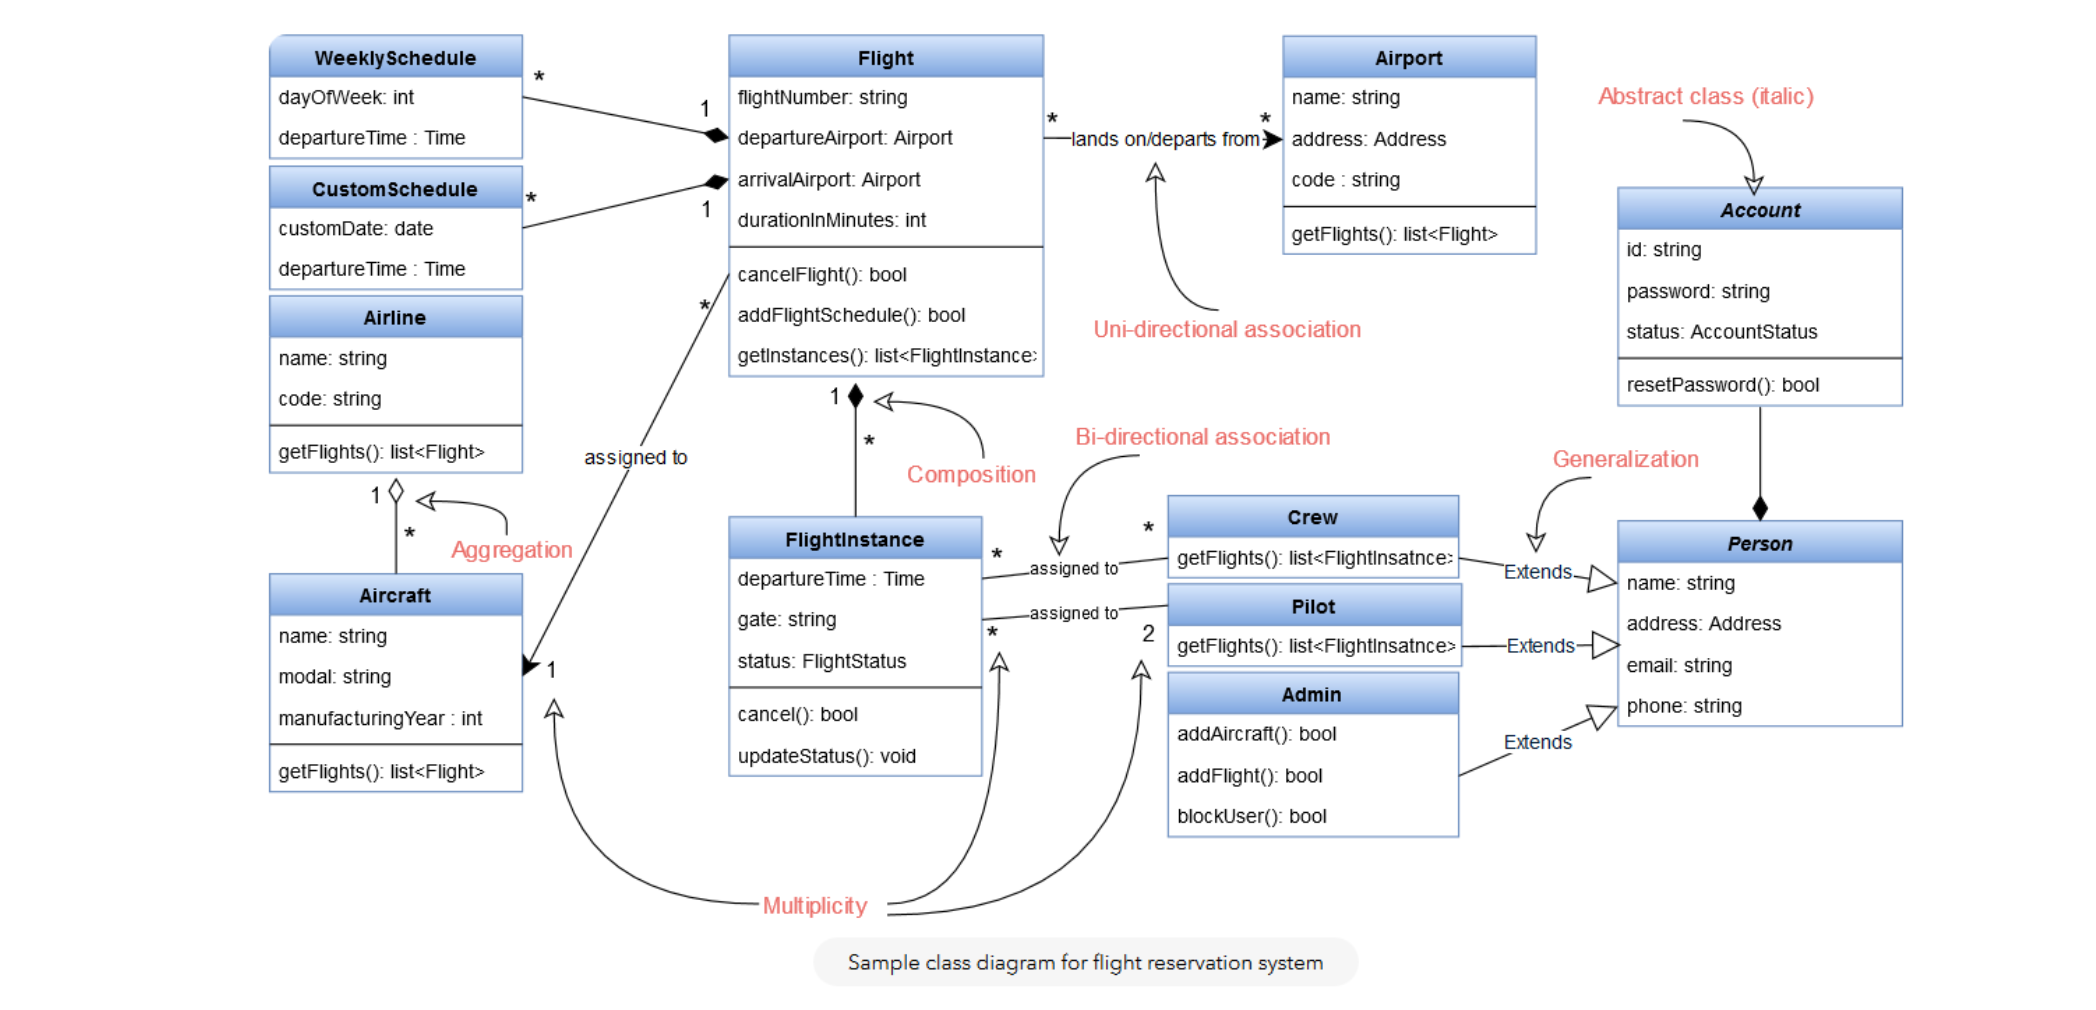 WeeklySchedule
dayOfWeek: int
departureTime : Time
*
1
CustomSchedule
customDate: date
departureTime : Time
*
1
Airline
name: string
code: string
getFlights(): list<Flight>
1
*
Aggregation
Aircraft
name: string
modal: string
manufacturingYear : int
getFlights(): list<Flight>
Flight
flightNumber: string
departureAirport: Airport
arrivalAirport: Airport
durationInMinutes: int
cancelFlight(): bool
addFlightSchedule(): bool
getInstances(): list<FlightInstance>
*
assigned to
1
1
*
Composition
FlightInstance
departureTime : Time
gate: string
status: FlightStatus
cancel(): bool
updateStatus(): void
*
lands on/departs from
*
Uni-directional association
Airport
name: string
address: Address
code : string
getFlights(): list<Flight>
Abstract class (italic)
Account
id: string
password: string
status: AccountStatus
resetPassword(): bool
Bi-directional association
*
assigned to
*
*
assigned to
2
Crew
getFlights(): list<FlightInsatnce>
Pilot
getFlights(): list<FlightInsatnce>
Admin
addAircraft(): bool
addFlight(): bool
blockUser(): bool
Generalization
Extends
Extends
Extends
Person
name: string
address: Address
email: string
phone: string
Multiplicity
Sample class diagram for flight reservation system